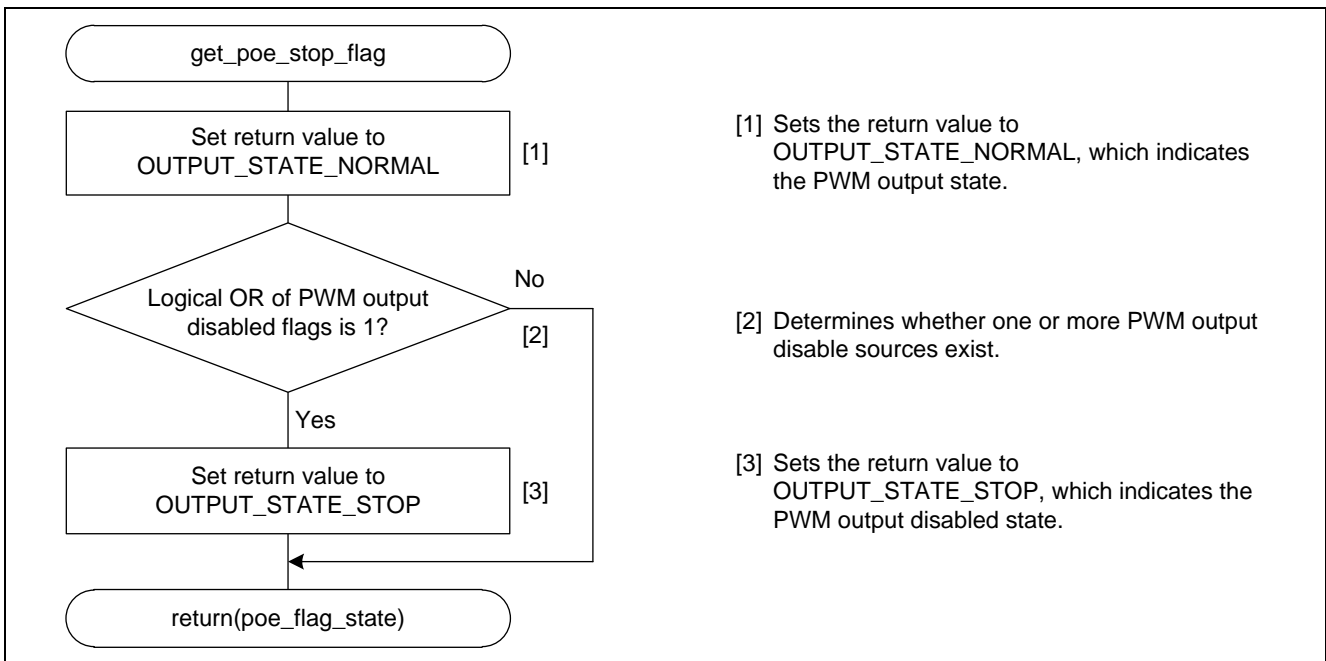 get_poe_stop_flag
Set return value to
OUTPUT_STATE_NORMAL
[1]
Logical OR of PWM output
disabled flags is 1?
No
[2]
Yes
Set return value to
OUTPUT_STATE_STOP
[3]
return(poe_flag_state)
[1] Sets the return value to
OUTPUT_STATE_NORMAL, which indicates
the PWM output state.
[2] Determines whether one or more PWM output
disable sources exist.
[3] Sets the return value to
OUTPUT_STATE_STOP, which indicates the
PWM output disabled state.